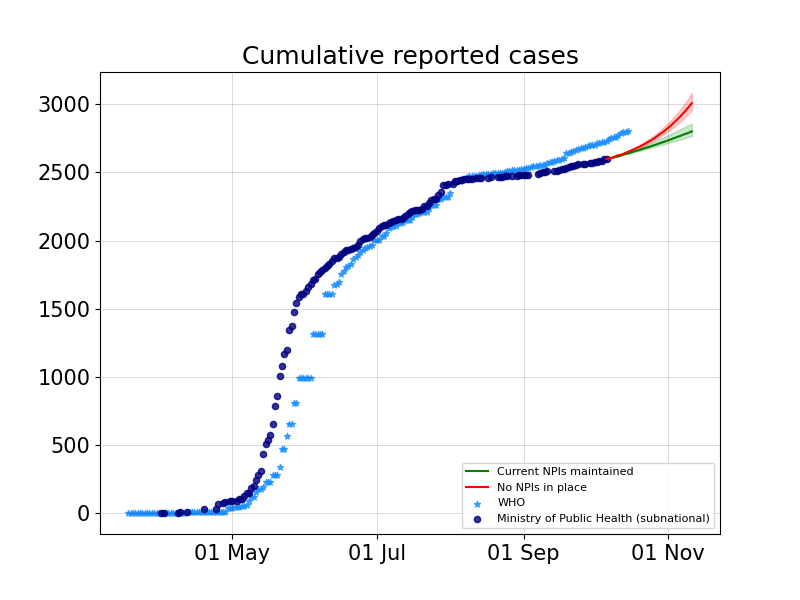 Cumulative reported cases
3000
2500
2000
1500
1000
500
0
01 May
01 Jul
01 Sep
01 Nov
Current NPIs maintained
No NPIs in place
WHO
Ministry of Public Health (subnational)